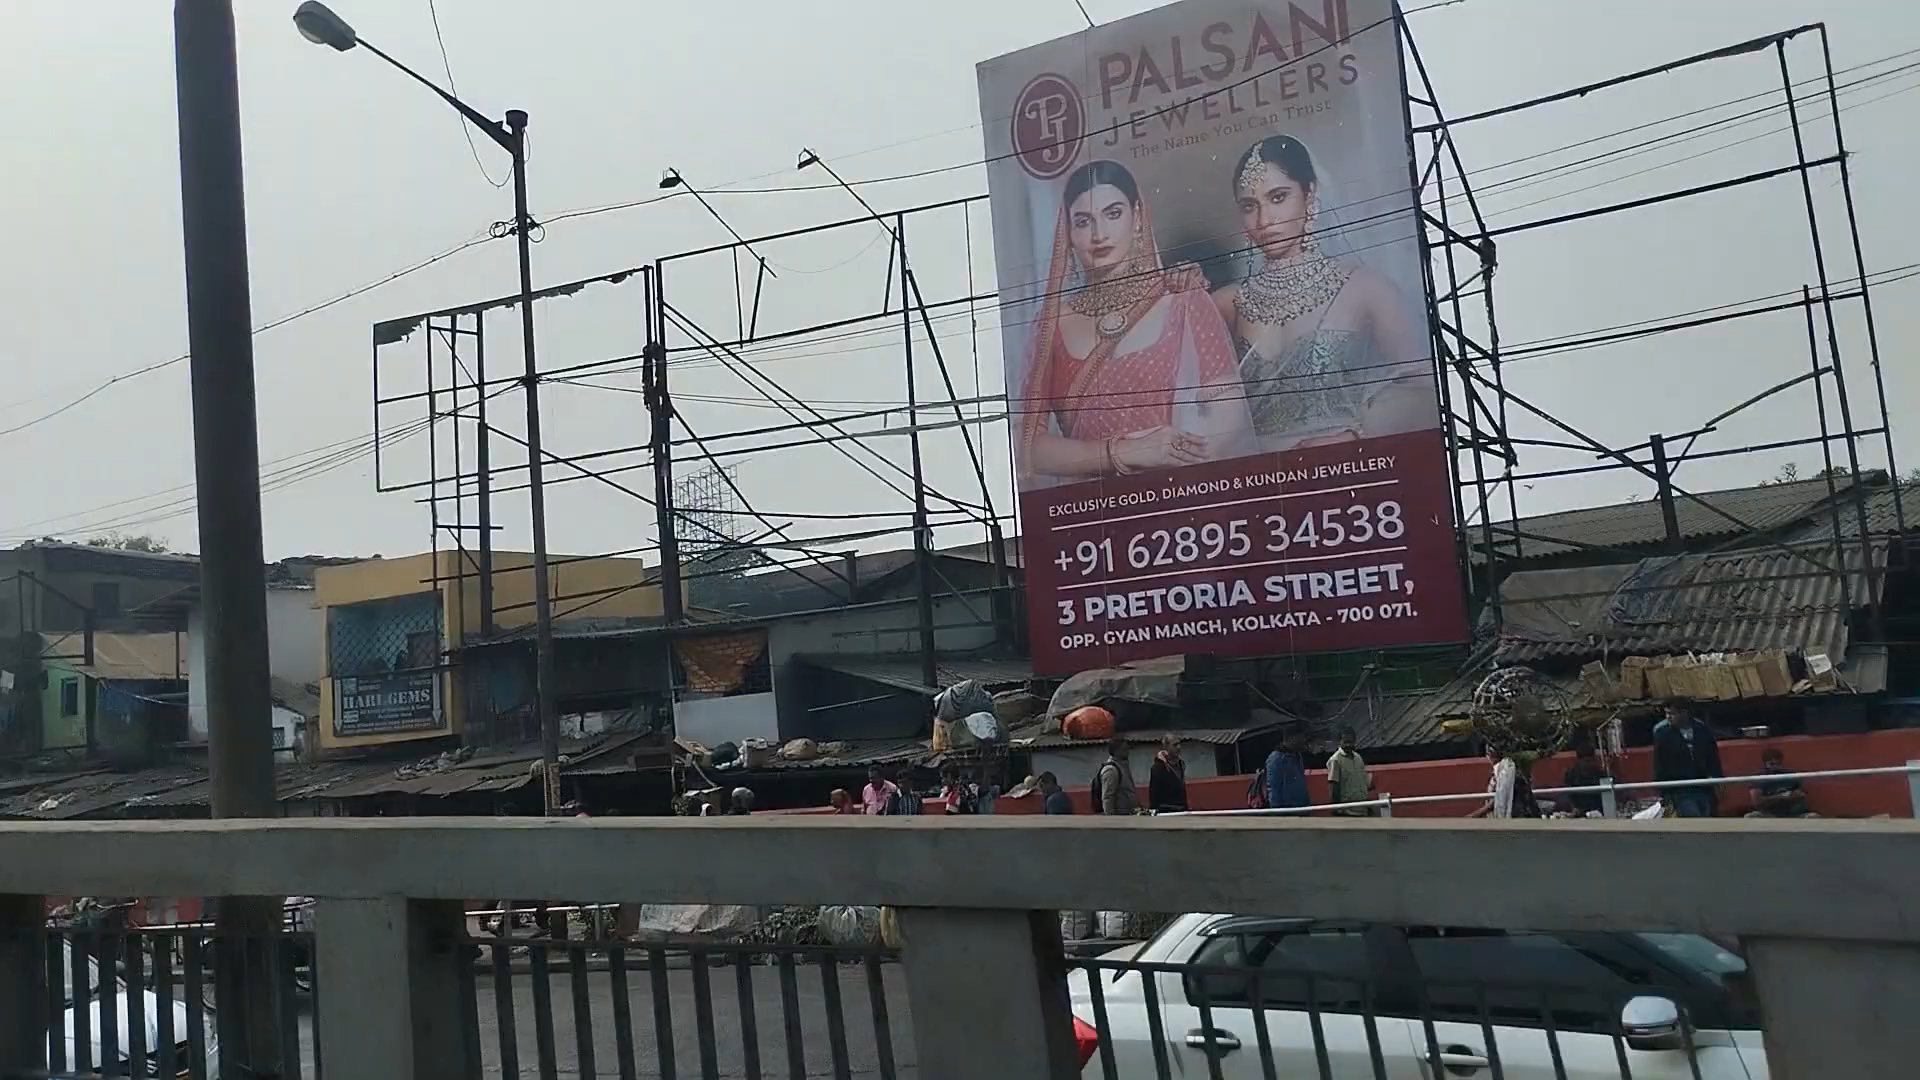 PJ
PALSANI
JEWELLERS
The Name You Can Trust
EXCLUSIVE GOLD, DIAMOND & KUNDAN JEWELLERY
+91 62895 34538
3 PRETORIA STREET,
OPP. GYAN MANCH, KOLKATA - 700 071.
HARI GEMS